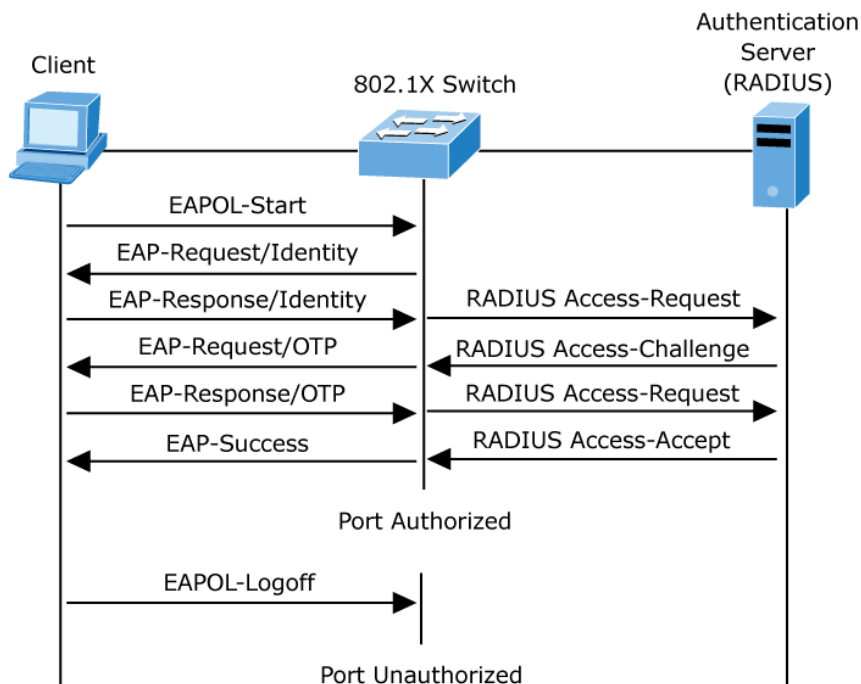 Authentication
Server
(RADIUS)
Client
802.1X Switch
EAPOL-Start
EAP-Request/Identity
EAP-Response/Identity
RADIUS Access-Request
EAP-Request/OTP
RADIUS Access-Challenge
EAP-Response/OTP
RADIUS Access-Request
EAP-Success
RADIUS Access-Accept
Port Authorized
EAPOL-Logoff
Port Unauthorized